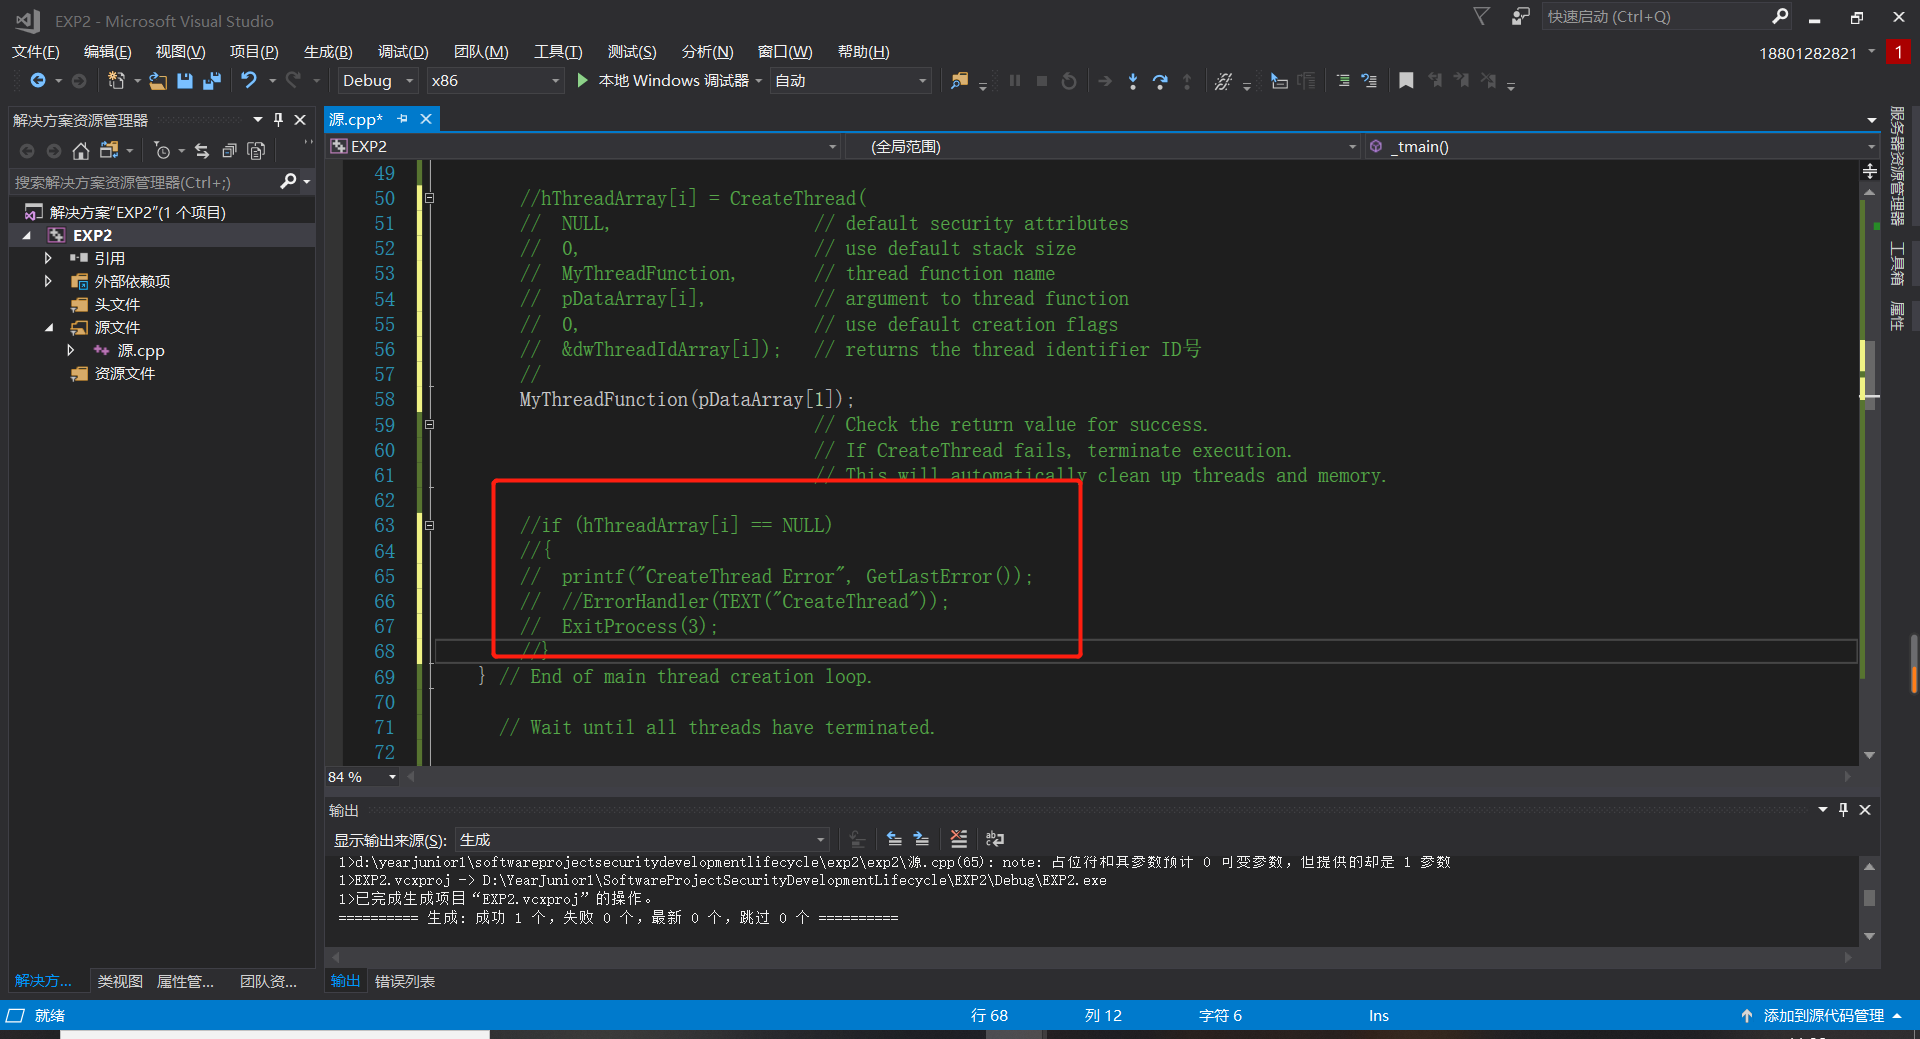 EXP2 - Microsoft Visual Studio
快速启动 (Ctrl+Q)
文件(F) 编辑(E) 视图(V) 项目(P) 生成(B) 调试(D) 团队(M) 工具(T) 测试(S) 分析(N) 窗口(W) 帮助(H)
18801282821
1
Debug x86 本地 Windows 调试器 自动
解决方案资源管理器
搜索解决方案资源管理器(Ctrl+;)
解决方案"EXP2"(1 个项目)
EXP2
引用
外部依赖项
头文件
源文件
源.cpp
资源文件
解决方... 类视图 属性管... 团队资...
源.cpp*
EXP2 (全局范围) _tmain()
49
50 //hThreadArray[i] = CreateThread(
51 // NULL, // default security attributes
52 // 0, // use default stack size
53 // MyThreadFunction, // thread function name
54 // pDataArray[i], // argument to thread function
55 // 0, // use default creation flags
56 // &dwThreadIdArray[i]); // returns the thread identifier ID号
57 //
58 MyThreadFunction(pDataArray[1]);
59 // Check the return value for success.
60 // If CreateThread fails, terminate execution.
61 // This will automatically clean up threads and memory.
62
63 //if (hThreadArray[i] == NULL)
64 //{
65 // printf("CreateThread Error", GetLastError());
66 // //ErrorHandler(TEXT("CreateThread"));
67 // ExitProcess(3);
68 //}
69 } // End of main thread creation loop.
70
71 // Wait until all threads have terminated.
72
84 %
服务器资源管理器
工具箱
属性
输出
显示输出来源(S): 生成
1>d:\yearjunior1\softwareprojectsecuritydevelopmentlifecycle\exp2\exp2\源.cpp(65): note: 占位符和其参数预计 0 可变参数，但提供的却是 1 参数
1>EXP2.vcxproj -> D:\YearJunior1\SoftwareProjectSecurityDevelopmentLifecycle\EXP2\Debug\EXP2.exe
1>已完成生成项目“EXP2.vcxproj”的操作。
========== 生成: 成功 1 个，失败 0 个，最新 0 个，跳过 0 个 ==========
输出 错误列表
就绪 行 68 列 12 字符 6 Ins 添加到源代码管理